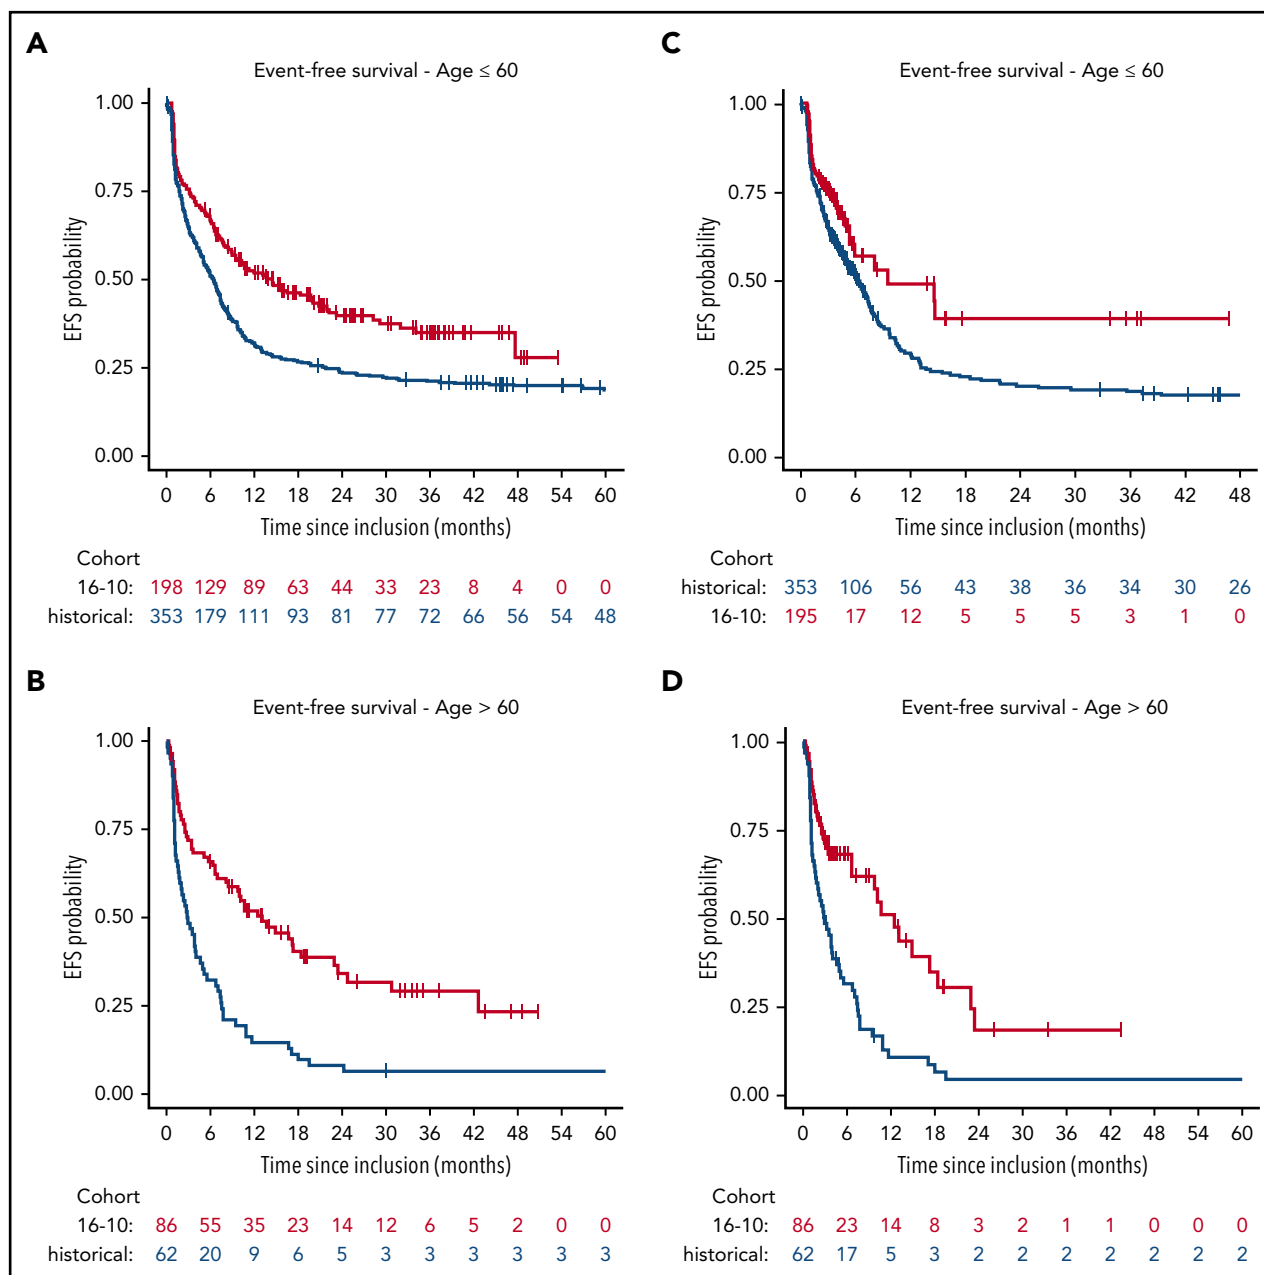 A
Event-free survival - Age ≤ 60
EFS probability
1.00
0.75
0.50
0.25
0.00
0 6 12 18 24 30 36 42 48 54 60
Time since inclusion (months)
Cohort
16-10: 198 129 89 63 44 33 23 8 4 0 0
historical: 353 179 111 93 81 77 72 66 56 54 48
C
Event-free survival - Age ≤ 60
EFS probability
1.00
0.75
0.50
0.25
0.00
0 6 12 18 24 30 36 42 48
Time since inclusion (months)
Cohort
historical: 353 106 56 43 38 36 34 30 26
16-10: 195 17 12 5 5 5 3 1 0
B
Event-free survival - Age > 60
EFS probability
1.00
0.75
0.50
0.25
0.00
0 6 12 18 24 30 36 42 48 54 60
Time since inclusion (months)
Cohort
16-10: 86 55 35 23 14 12 6 5 2 0 0
historical: 62 20 9 6 5 3 3 3 3 3 3
D
Event-free survival - Age > 60
EFS probability
1.00
0.75
0.50
0.25
0.00
0 6 12 18 24 30 36 42 48 54 60
Time since inclusion (months)
Cohort
16-10: 86 23 14 8 3 2 1 1 0 0 0
historical: 62 17 5 3 2 2 2 2 2 2 2